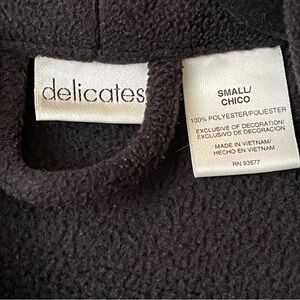 delicates
SMALL/
CHICO
100% POLYESTER/POLIESTER
EXCLUSIVE OF DECORATION/
EXCLUSIVO DE DECORACION
MADE IN VIETNAM/
HECHO EN VIETNAM
RN 93577